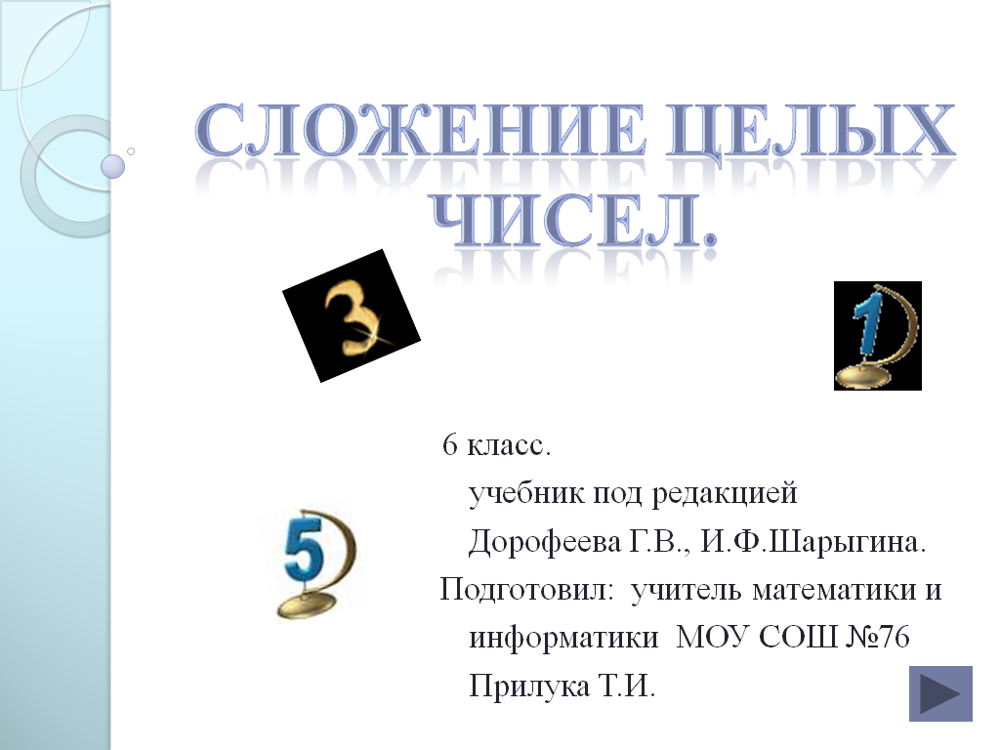 СЛОЖЕНИЕ ЦЕЛЫХ
ЧИСЕЛ.
3
1
6 класс.
учебник под редакцией
Дорофеева Г.В., И.Ф.Шарыгина.
5
Подготовил: учитель математики и
информатики МОУ СОШ №76
Прилука Т.И.